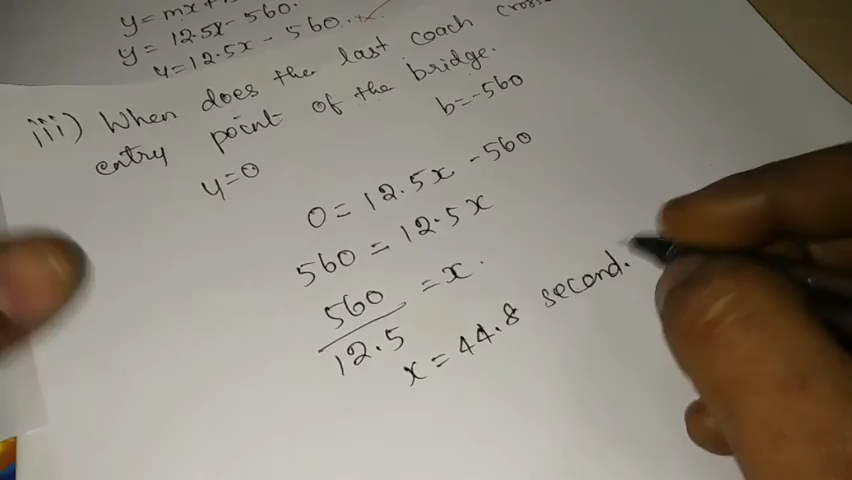 y=mx+
y= 12.5x-560.
y=12.5x - 560.
iii) When does the last coach cross
entry point of the bridge.
y=0
b=-560
0= 12.5x -560
560 = 12.5x
560/12.5 = x.
x= 44.8 second.